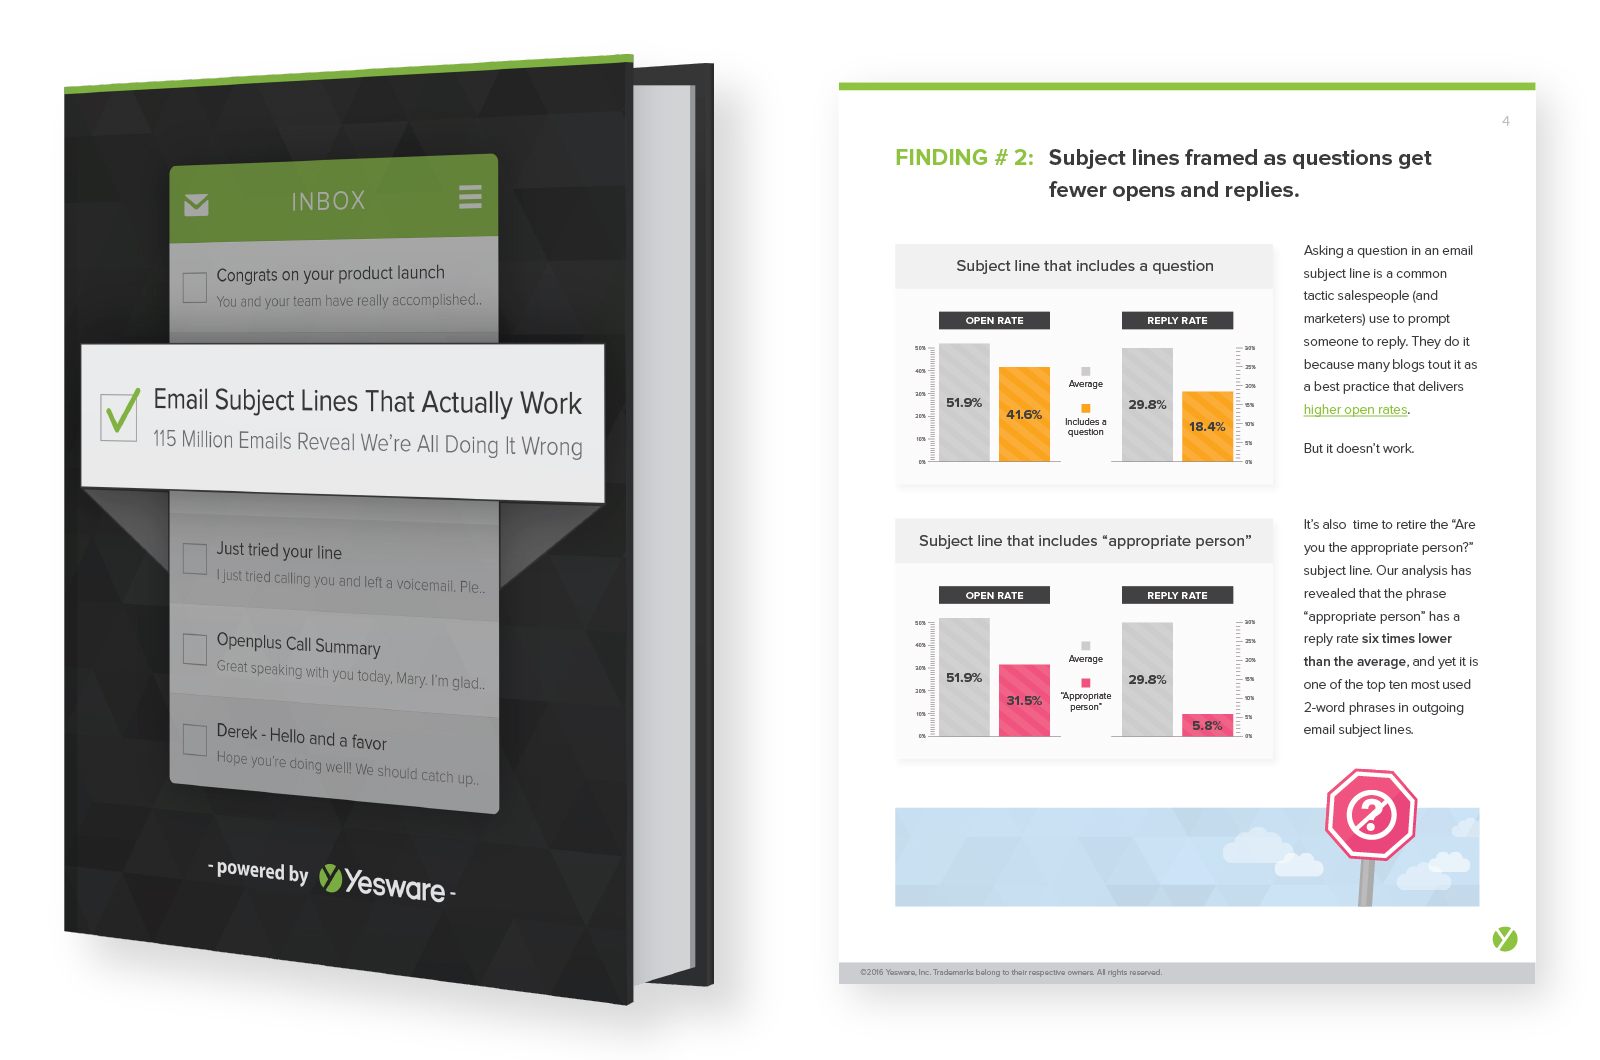 INBOX
Congrats on your product launch
You and your team have really accomplished..
Email Subject Lines That Actually Work
115 Million Emails Reveal We're All Doing It Wrong
Just tried your line
I just tried calling you and left a voicemail. Ple..
Openplus Call Summary
Great speaking with you today, Mary. I'm glad..
Derek - Hello and a favor
Hope you're doing well! We should catch up..
- powered by Yesware -
4
FINDING # 2: Subject lines framed as questions get
fewer opens and replies.
Subject line that includes a question
OPEN RATE
REPLY RATE
50%
40%
30%
20%
10%
0%
51.9%
41.6%
Average
Includes a
question
29.8%
18.4%
30%
25%
20%
15%
10%
5%
0%
Asking a question in an email
subject line is a common
tactic salespeople (and
marketers) use to prompt
someone to reply. They do it
because many blogs tout it as
a best practice that delivers
higher open rates.
But it doesn't work.
Subject line that includes “appropriate person”
OPEN RATE
REPLY RATE
50%
40%
30%
20%
10%
0%
51.9%
31.5%
Average
“Appropriate
person”
29.8%
5.8%
30%
25%
20%
15%
10%
5%
0%
It's also time to retire the “Are
you the appropriate person?”
subject line. Our analysis has
revealed that the phrase
“appropriate person” has a
reply rate six times lower
than the average, and yet it is
one of the top ten most used
2-word phrases in outgoing
email subject lines.
?
©2016 Yesware, Inc. Trademarks belong to their respective owners. All rights reserved.